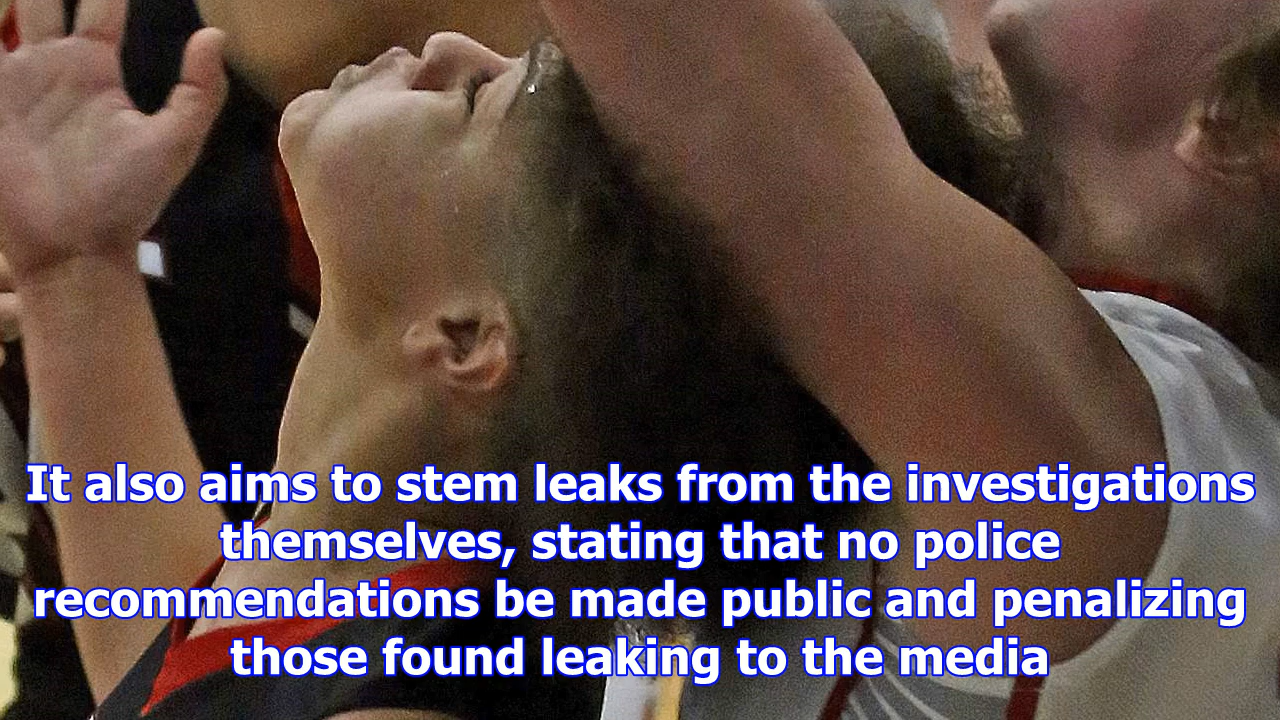 It also aims to stem leaks from the investigations
themselves, stating that no police
recommendations be made public and penalizing
those found leaking to the media